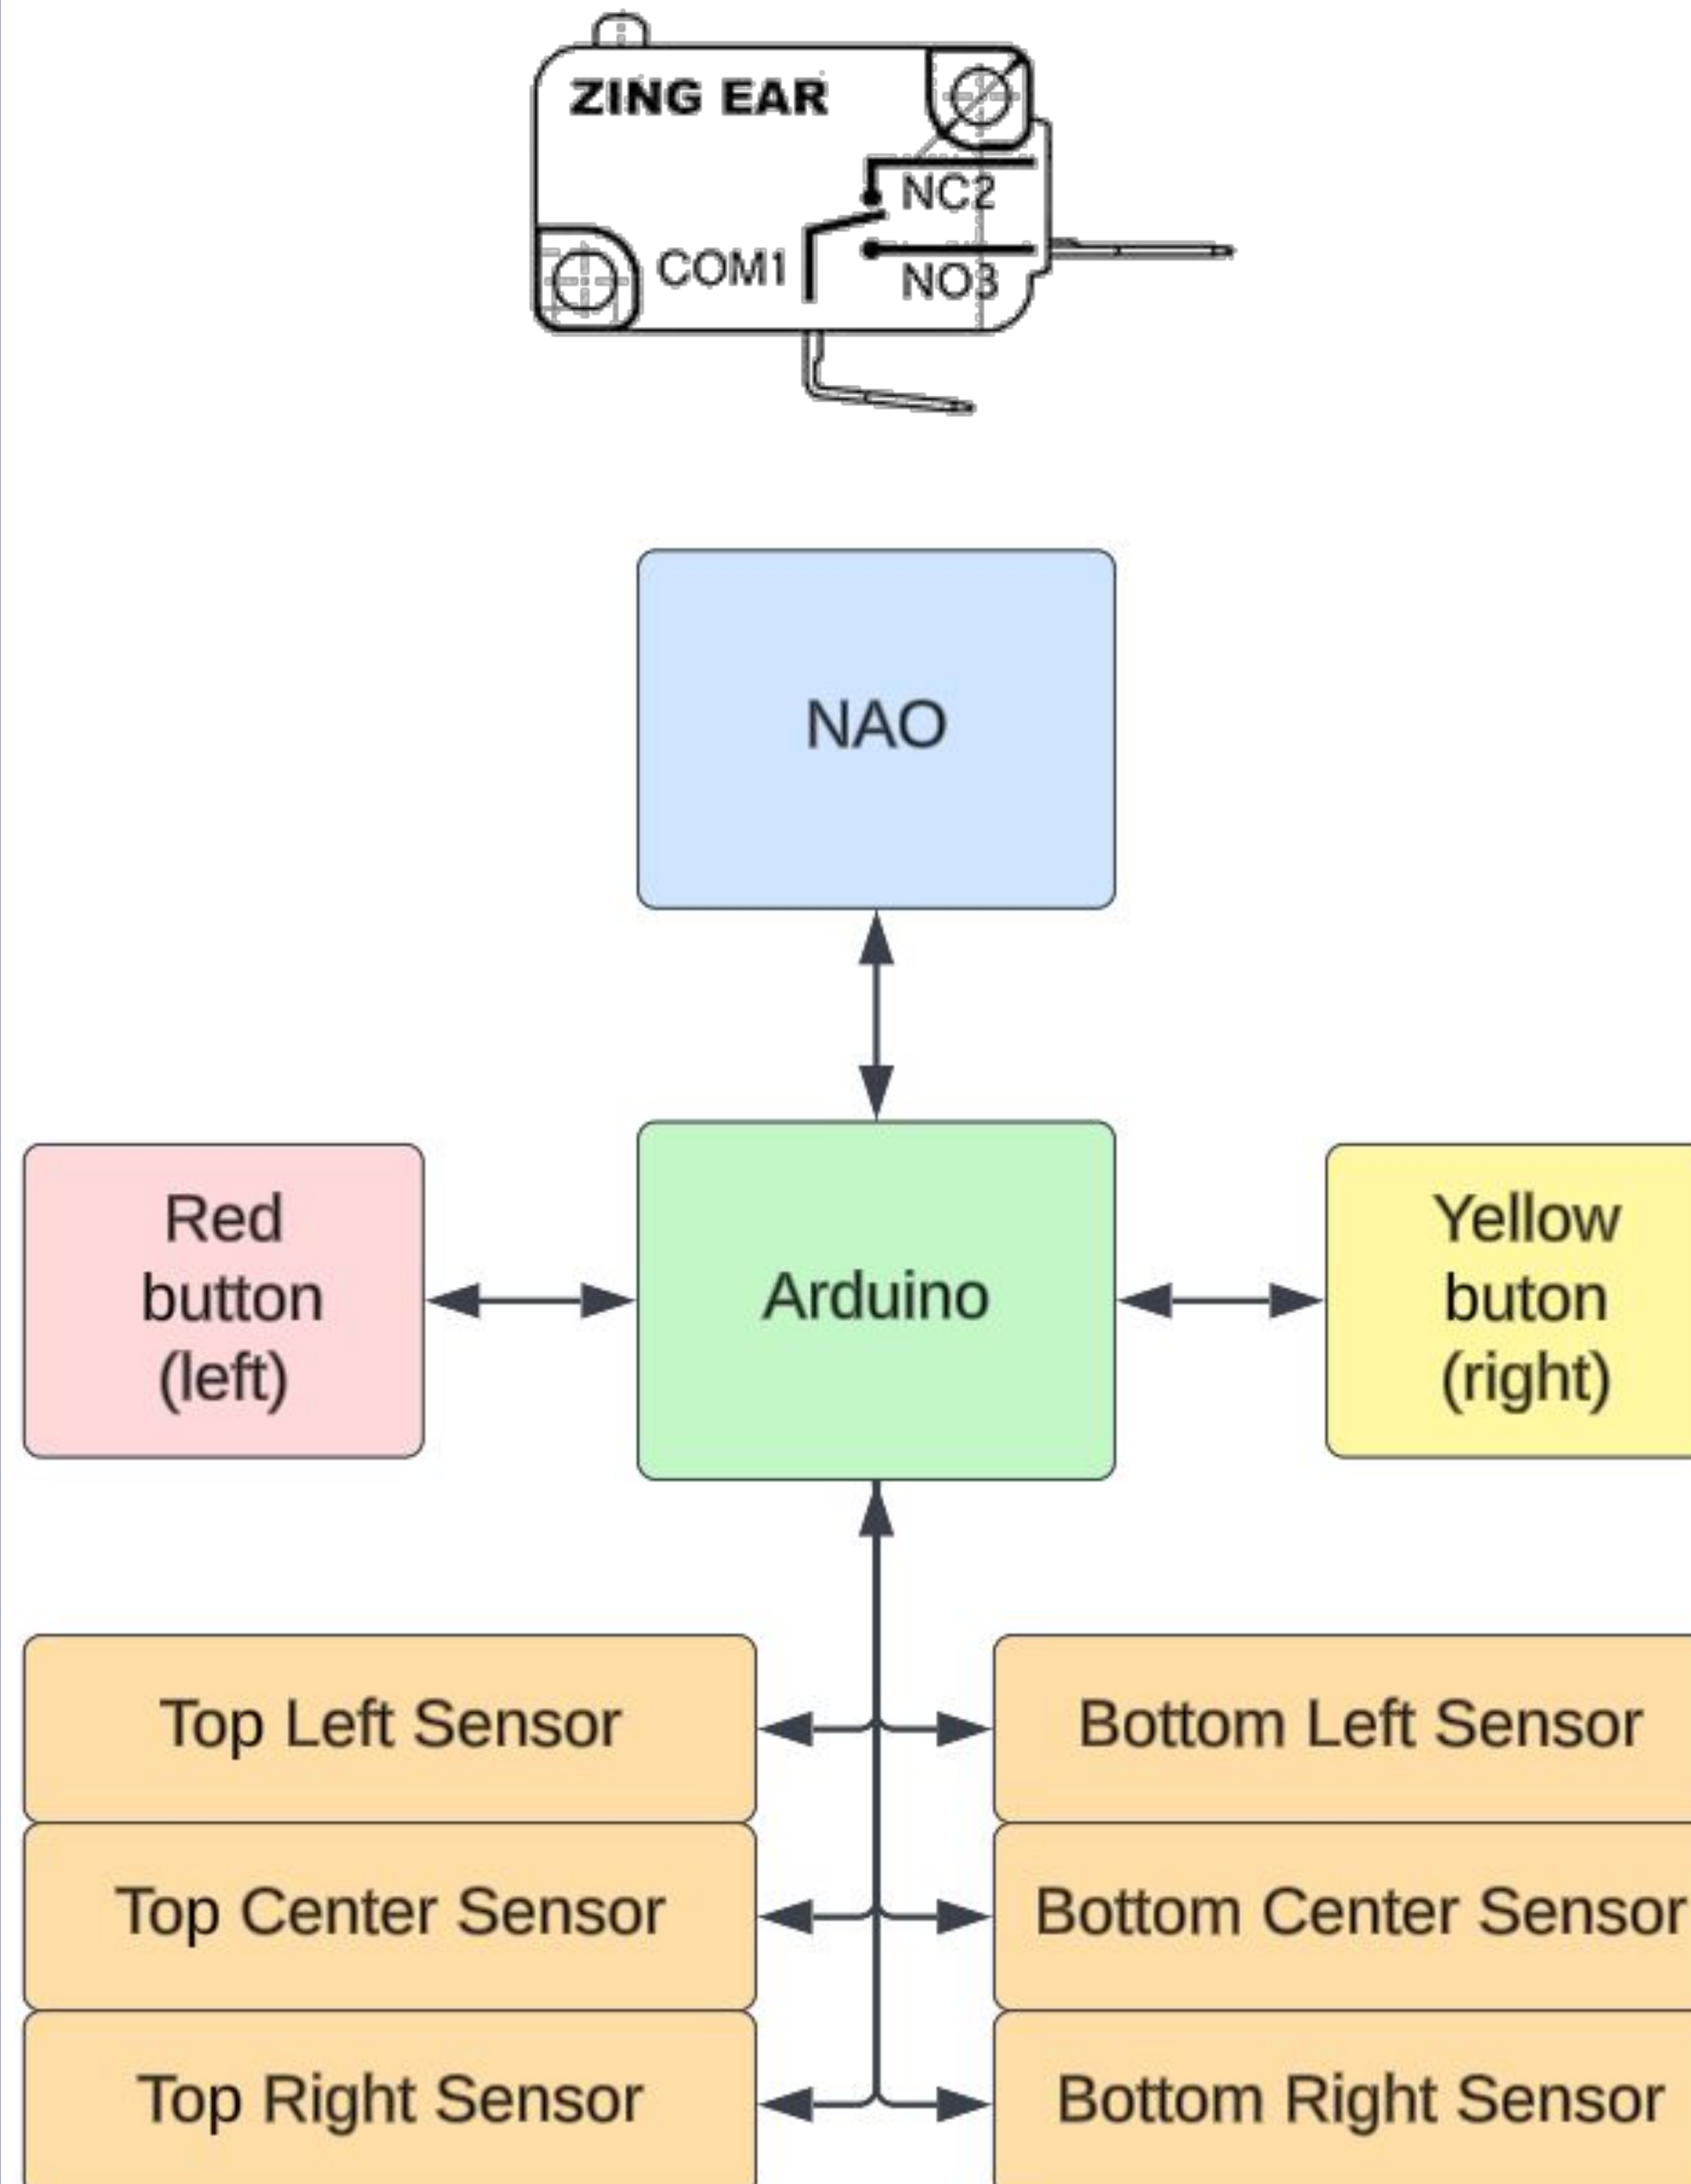 ZING EAR
NC2
COM1
NO3
NAO
Red
button
(left)
Arduino
Yellow
buton
(right)
Top Left Sensor
Bottom Left Sensor
Top Center Sensor
Bottom Center Sensor
Top Right Sensor
Bottom Right Sensor